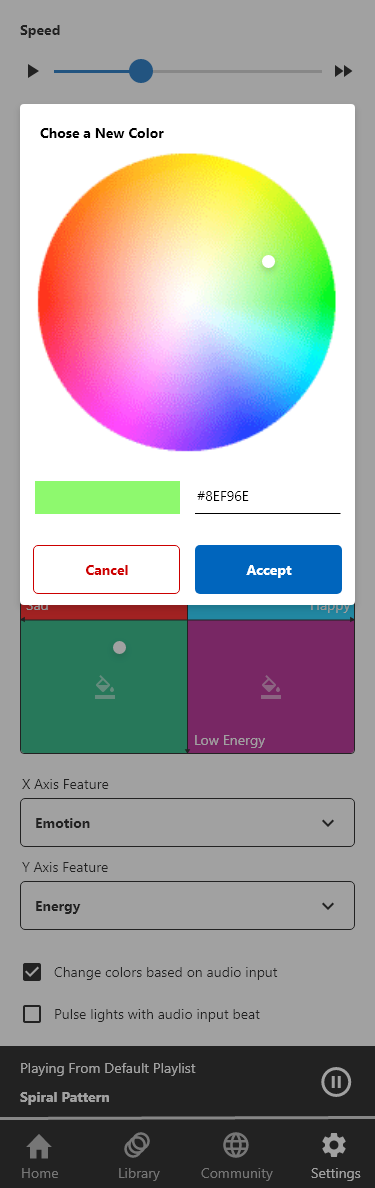 Speed
Chose a New Color
#8EF96E
Cancel
Accept
Sad
Happy
Low Energy
X Axis Feature
Emotion
Y Axis Feature
Energy
Change colors based on audio input
Pulse lights with audio input beat
Playing From Default Playlist
Spiral Pattern
Home
Library
Community
Settings